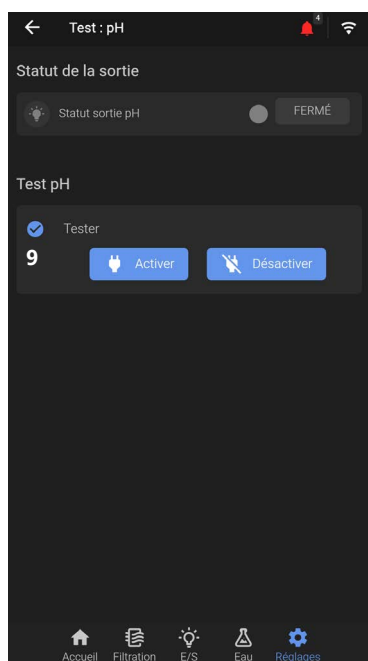 Test : pH
4
Statut de la sortie
Statut sortie pH
FERMÉ
Test pH
Tester
9
Activer
Désactiver
Accueil Filtration E/S Eau Réglages